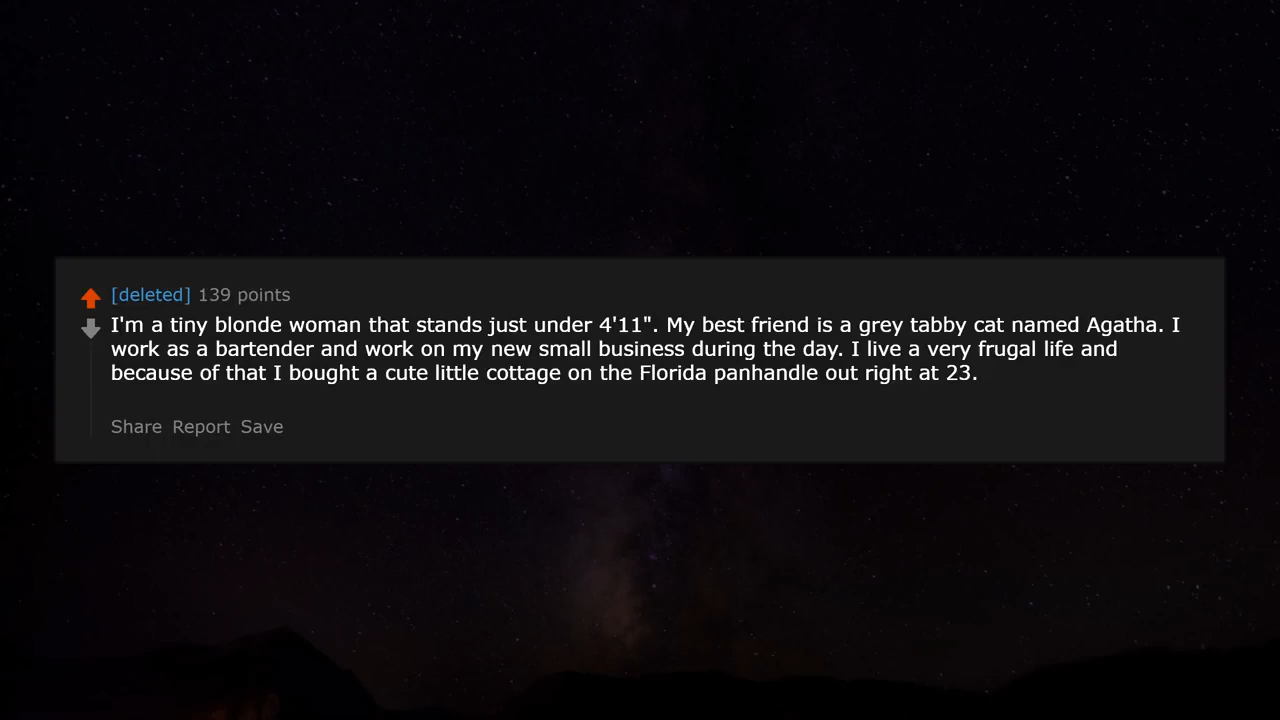 [deleted] 139 points
I'm a tiny blonde woman that stands just under 4'11". My best friend is a grey tabby cat named Agatha. I
work as a bartender and work on my new small business during the day. I live a very frugal life and
because of that I bought a cute little cottage on the Florida panhandle out right at 23.
Share Report Save